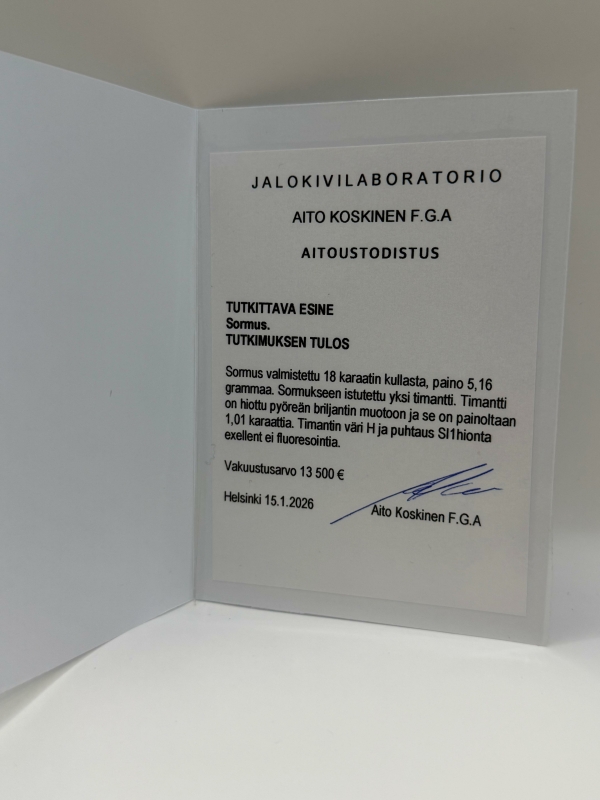 JALOKIVILABORATORIO
AITO KOSKINEN F.G.A
AITOUSTODISTUS
TUTKITTAVA ESINE
Sormus.
TUTKIMUKSEN TULOS
Sormus valmistettu 18 karaatin kullasta, paino 5,16
grammaa. Sormukseen istutettu yksi timantti. Timantti
on hiottu pyöreän briljantin muotoon ja se on painoltaan
1,01 karaattia. Timantin väri H ja puhtaus SI1hionta
exellent ei fluoresointia.
Vakuustusarvo 13 500 €
Helsinki 15.1.2026
Aito Koskinen F.G.A